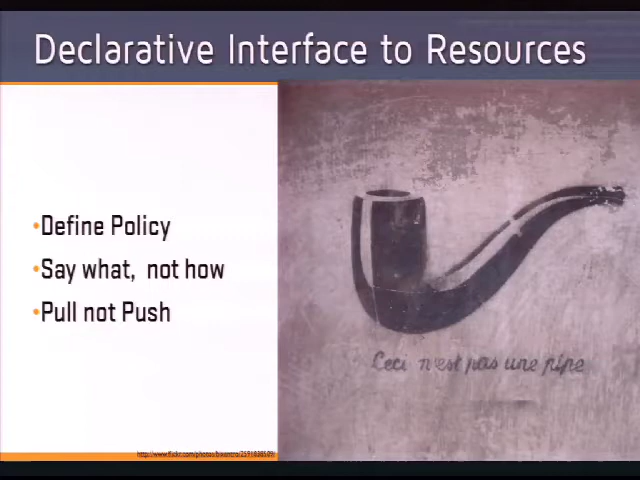 Declarative Interface to Resources
•Define Policy
•Say what, not how
•Pull not Push
Ceci n'est pas une pipe